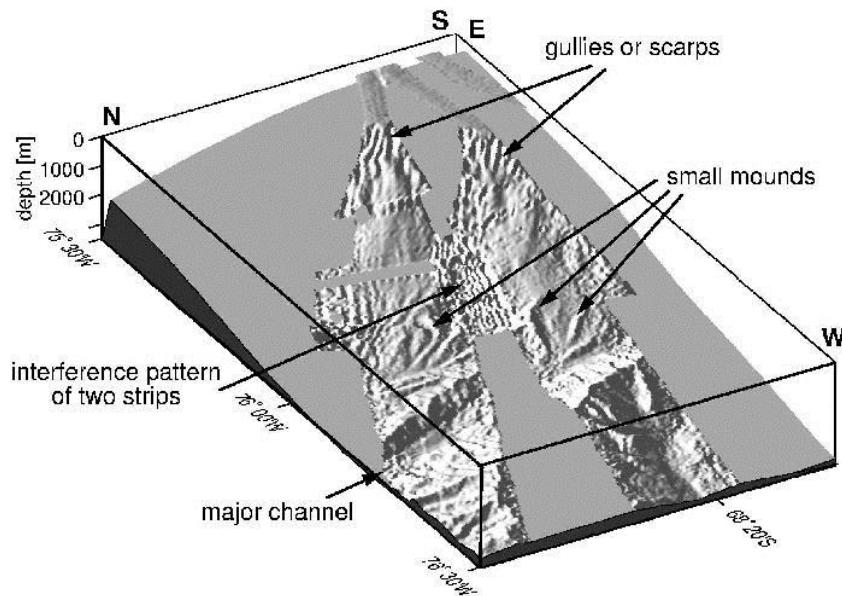 S E
gullies or scarps
N
0
1000
2000
depth [m]
small mounds
75° 30'W
W
interference pattern
of two strips
76° 00'W
major channel
68° 20'S
76° 30'W